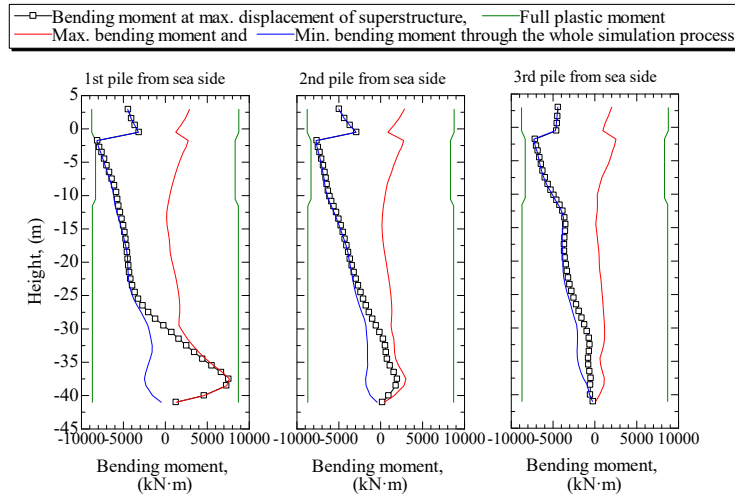 Bending moment at max. displacement of superstructure, Full plastic moment
Max. bending moment and Min. bending moment through the whole simulation process
1st pile from sea side 2nd pile from sea side 3rd pile from sea side
5
0
-5
-10
-15
-20
-25
-30
-35
-40
-45
Height, (m)
-10000 -5000 0 5000 10000 -10000 -5000 0 5000 10000 -10000 -5000 0 5000 10000
Bending moment, Bending moment, Bending moment,
(kN·m) (kN·m) (kN·m)